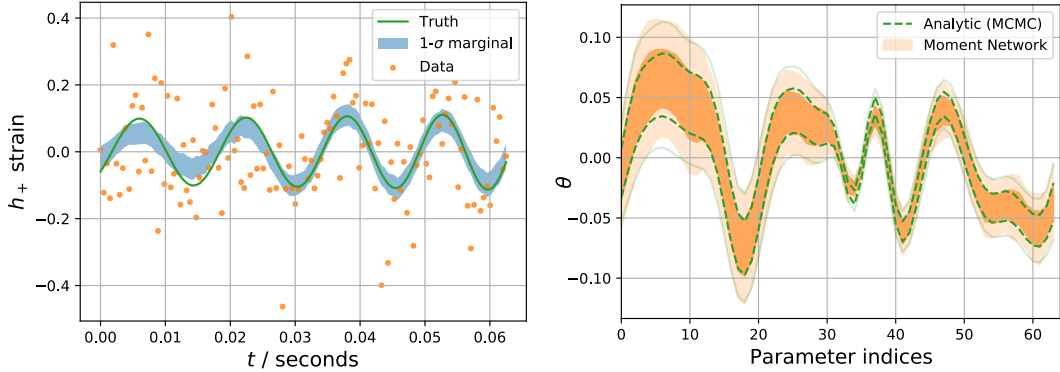 0.4
0.2
0.0
−0.2
−0.4
h₊ strain
Truth
1-σ marginal
Data
0.00 0.01 0.02 0.03 0.04 0.05 0.06
t / seconds
0.10
0.05
0.00
−0.05
−0.10
θ
Analytic (MCMC)
Moment Network
0 10 20 30 40 50 60
Parameter indices